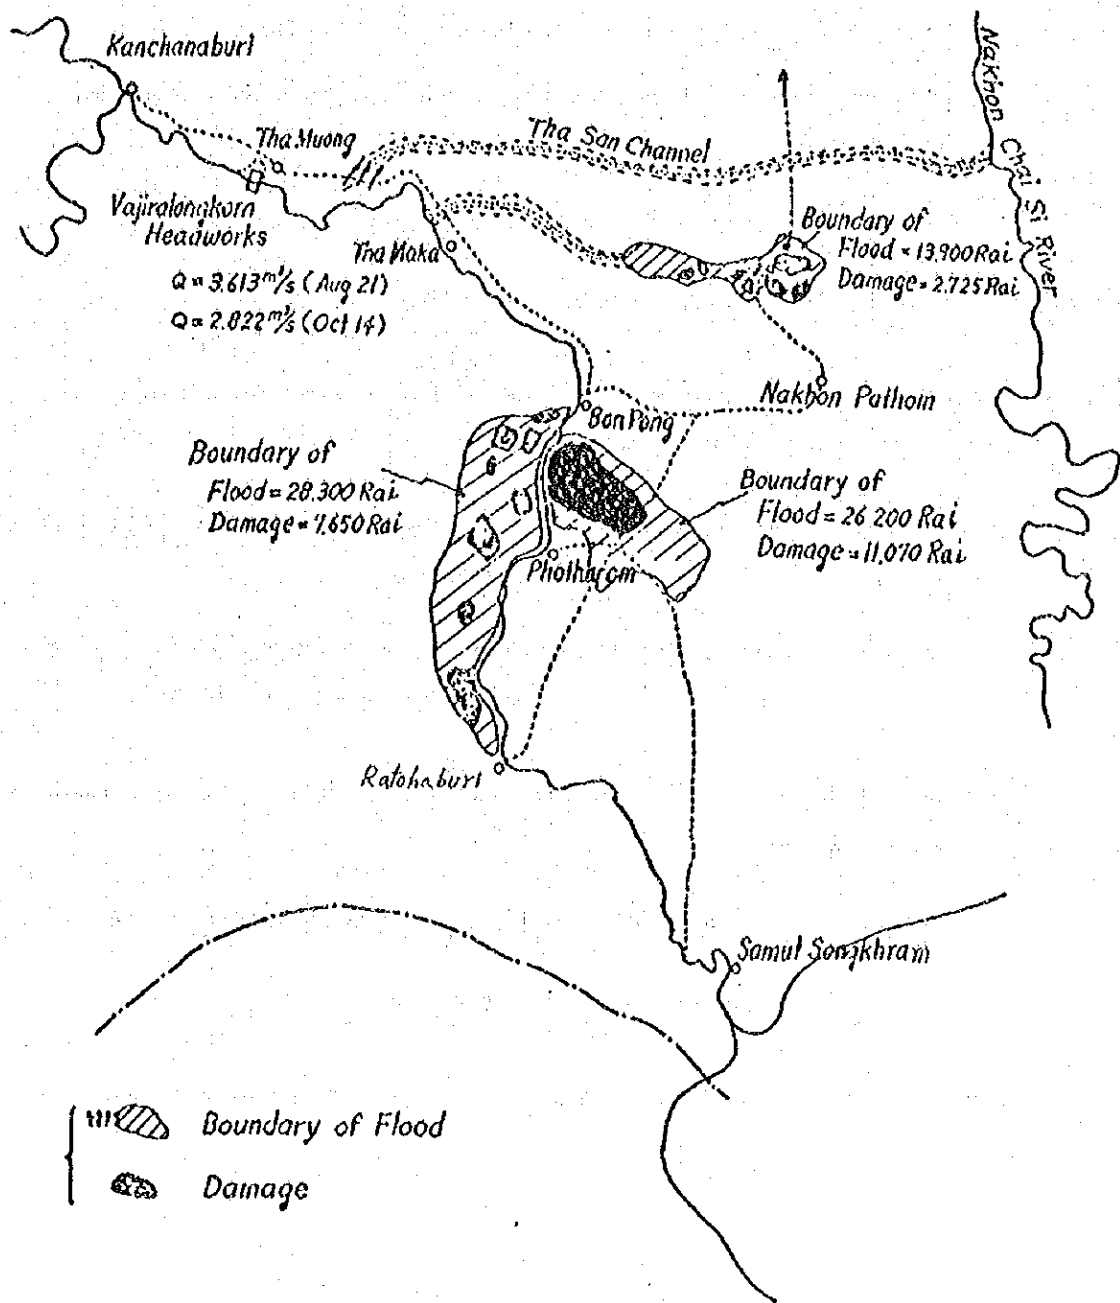 Kanchanaburi
Tha Muong
Tha San Channel
Nakhon Chai Si River
Vajiralongkorn
Headworks
Q = 3.613 m³/s (Aug 21)
Q = 2.822 m³/s (Oct 14)
Tha Maka
Boundary of
Flood = 13.900 Rai
Damage = 2.725 Rai
Nakhon Pathom
Ban Pong
Boundary of
Flood = 28.300 Rai
Damage = 7.650 Rai
Boundary of
Flood = 26 200 Rai
Damage = 11,070 Rai
Photharam
Ratchaburi
Samut Songkhram
Boundary of Flood
Damage